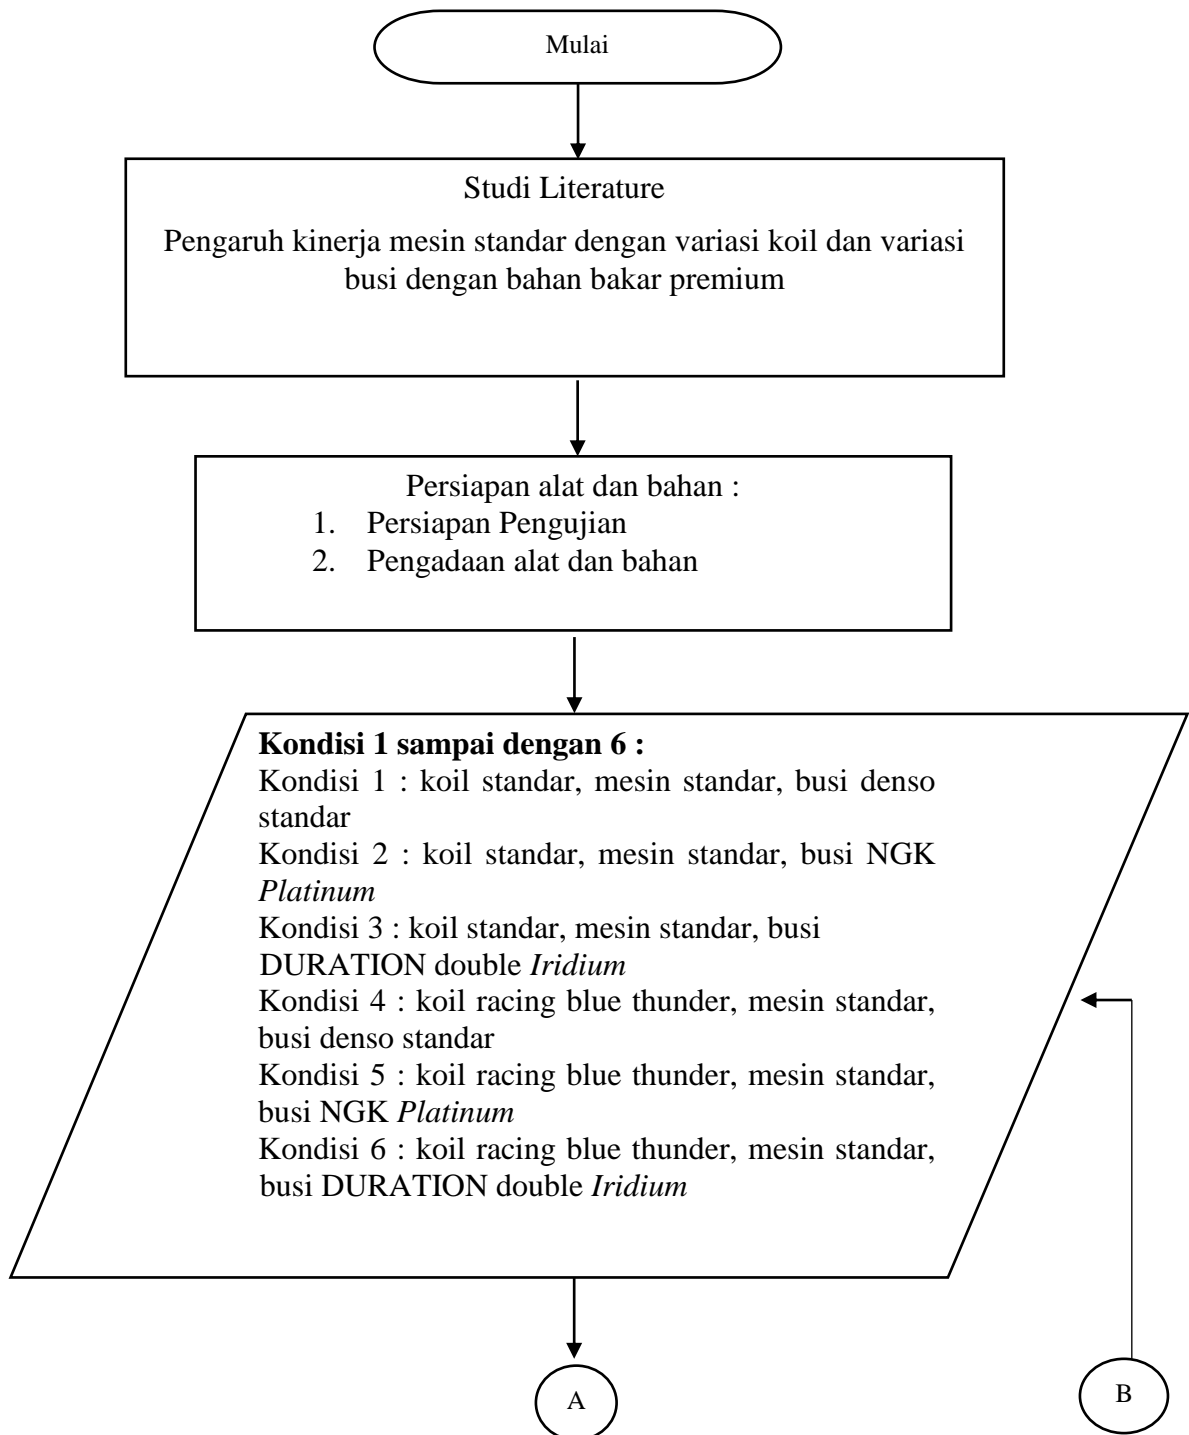 Mulai
Studi Literature
Pengaruh kinerja mesin standar dengan variasi koil dan variasi
busi dengan bahan bakar premium
Persiapan alat dan bahan :
1. Persiapan Pengujian
2. Pengadaan alat dan bahan
Kondisi 1 sampai dengan 6 :
Kondisi 1 : koil standar, mesin standar, busi denso
standar
Kondisi 2 : koil standar, mesin standar, busi NGK
Platinum
Kondisi 3 : koil standar, mesin standar, busi
DURATION double Iridium
Kondisi 4 : koil racing blue thunder, mesin standar,
busi denso standar
Kondisi 5 : koil racing blue thunder, mesin standar,
busi NGK Platinum
Kondisi 6 : koil racing blue thunder, mesin standar,
busi DURATION double Iridium
A
B